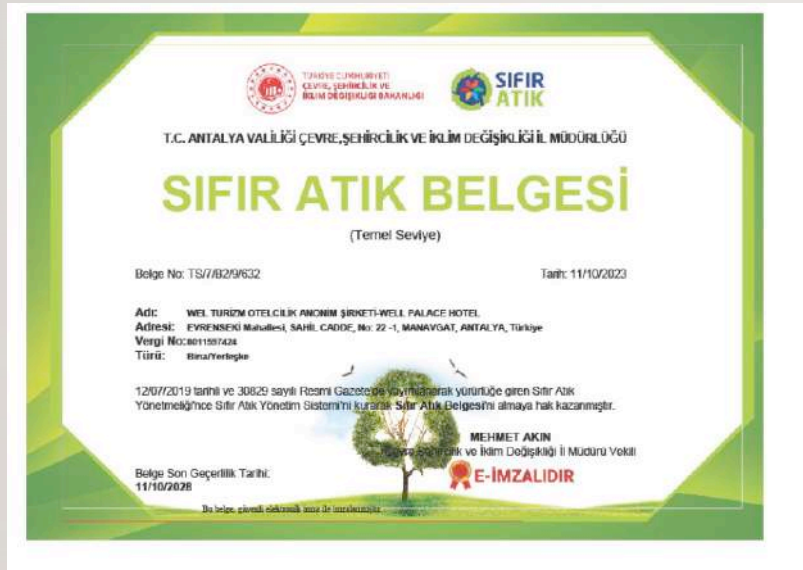 TÜRKİYE CUMHURİYETİ
ÇEVRE, ŞEHİRCİLİK VE
İKLİM DEĞİŞİKLİĞİ BAKANLIĞI
SIFIR
ATIK
T.C. ANTALYA VALİLİĞİ ÇEVRE,ŞEHİRCİLİK VE İKLİM DEĞİŞİKLİĞİ İL MÜDÜRLÜĞÜ
SIFIR ATIK BELGESİ
(Temel Seviye)
Belge No: TS/7/B2/9/632
Tarih: 11/10/2023
Adı: WEL TURİZM OTELCİLİK ANONİM ŞİRKETİ-WELL PALACE HOTEL
Adresi: EVRENSEKİ Mahallesi, SAHİL CADDE, No: 22 -1, MANAVGAT, ANTALYA, Türkiye
Vergi No:
Türü: Bina/Yerleşke
12/07/2019 tarihli ve 30829 sayılı Resmi Gazete'de yayımlanarak yürürlüğe giren Sıfır Atık
Yönetmeliği'nce Sıfır Atık Yönetim Sistemi'ni kurarak Sıfır Atık Belgesi'ni almaya hak kazanmıştır.
MEHMET AKIN
Çevre, Şehircilik ve İklim Değişikliği İl Müdürü Vekili
Belge Son Geçerlilik Tarihi:
11/10/2028
E-İMZALIDIR
Bu belge, güvenli elektronik imza ile imzalanmıştır.